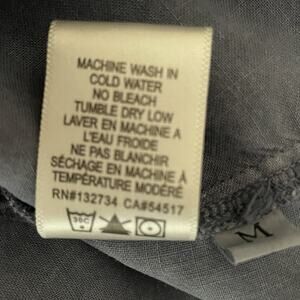 MACHINE WASH IN
COLD WATER
NO BLEACH
TUMBLE DRY LOW
LAVER EN MACHINE A
L'EAU FROIDE
NE PAS BLANCHIR
SÉCHAGE EN MACHINE À
TEMPÉRATURE MODÉRÉ
RN#132734 CA#54517
30C
M